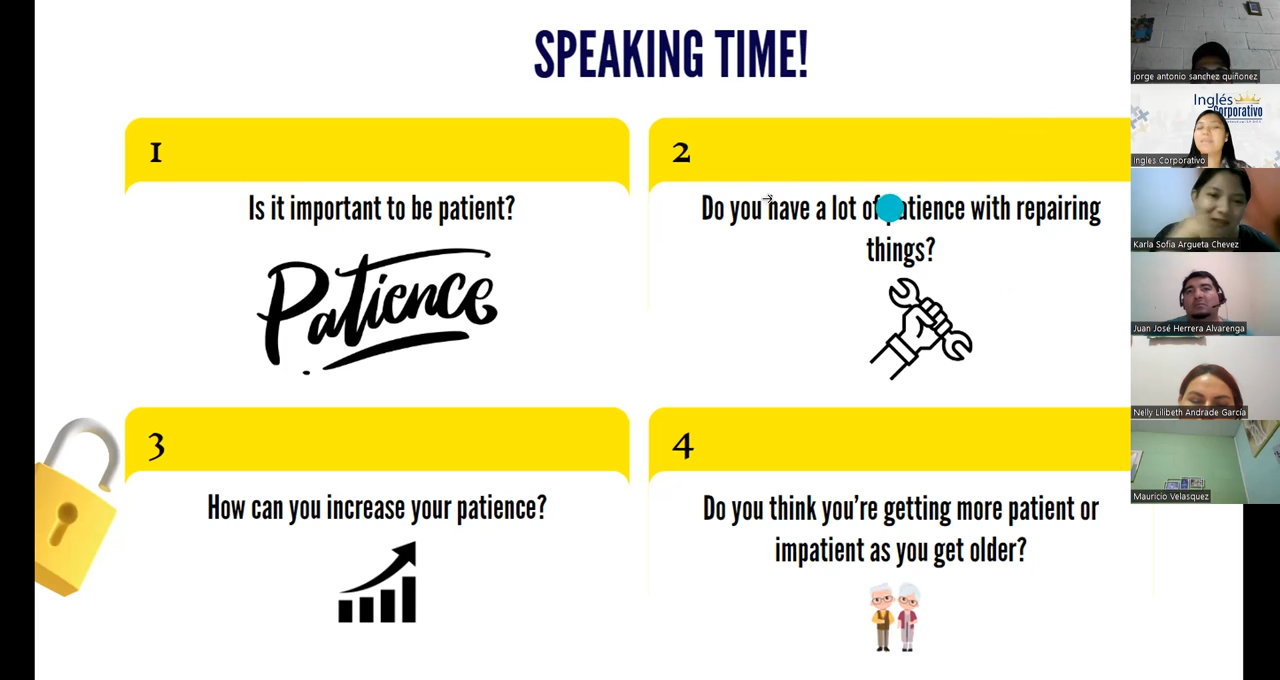 SPEAKING TIME!
1
Is it important to be patient?
Patience
2
Do you have a lot of patience with repairing
things?
3
How can you increase your patience?
4
Do you think you're getting more patient or
impatient as you get older?
jorge antonio sanchez quiñonez
Inglés
Corporativo
Ingles Corporativo
Karla Sofia Argueta Chevez
Juan José Herrera Alvarenga
Nelly Lilibeth Andrade García
Mauricio Velasquez